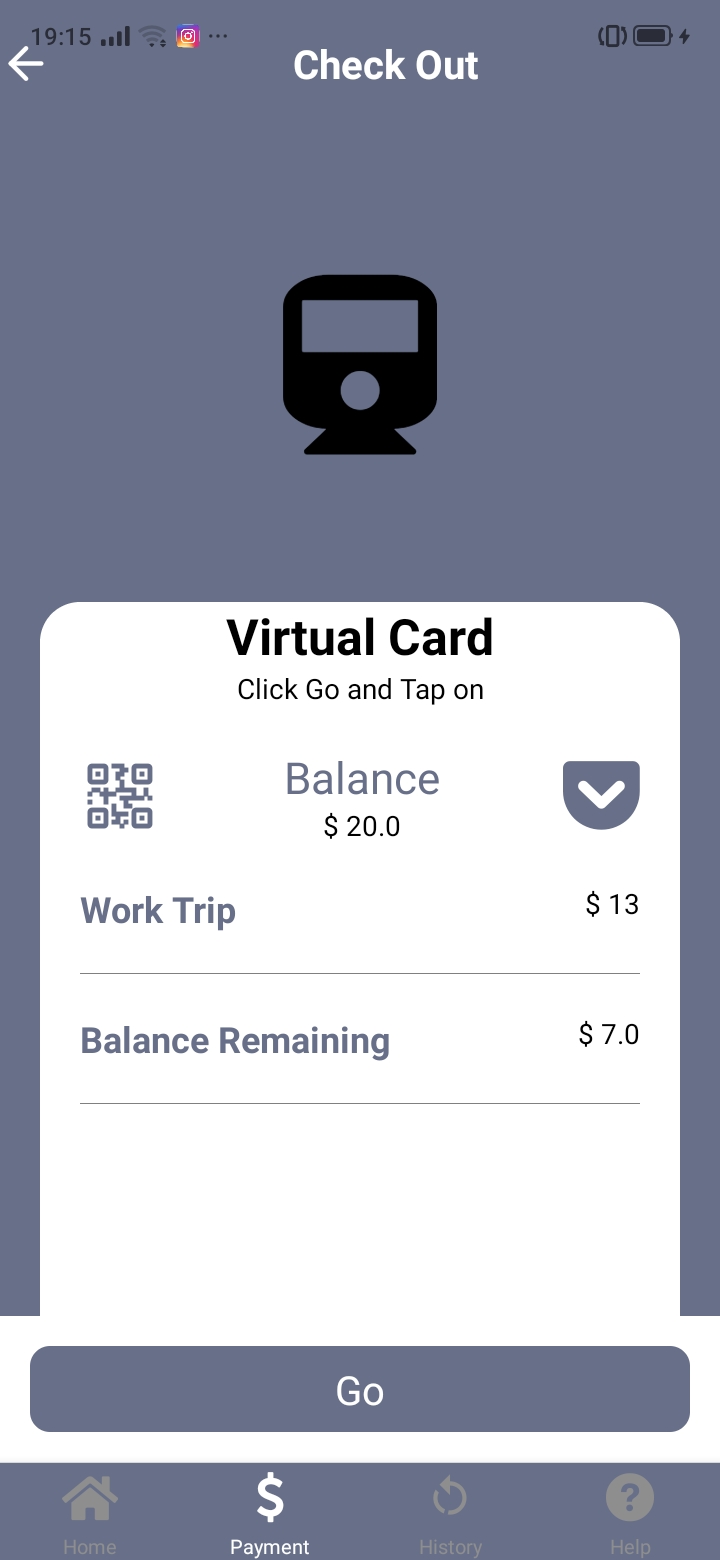 19:15
Check Out
Virtual Card
Click Go and Tap on
Balance
$ 20.0
Work Trip
$ 13
Balance Remaining
$ 7.0
Go
Home
Payment
History
Help